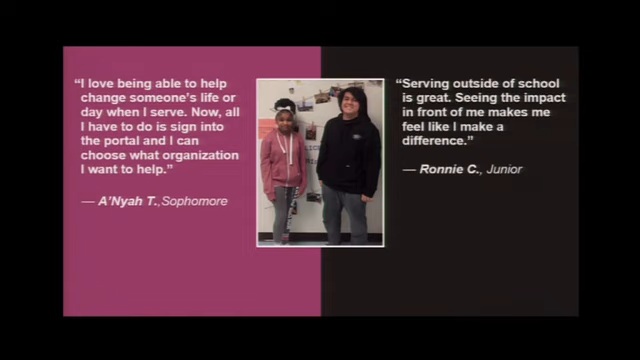 “I love being able to help
change someone’s life or
day when I serve. Now, all
I have to do is sign into
the portal and I can
choose what organization
I want to help.”
— A’Nyah T.,Sophomore
“Serving outside of school
is great. Seeing the impact
in front of me makes me
feel like I make a
difference.”
— Ronnie C., Junior